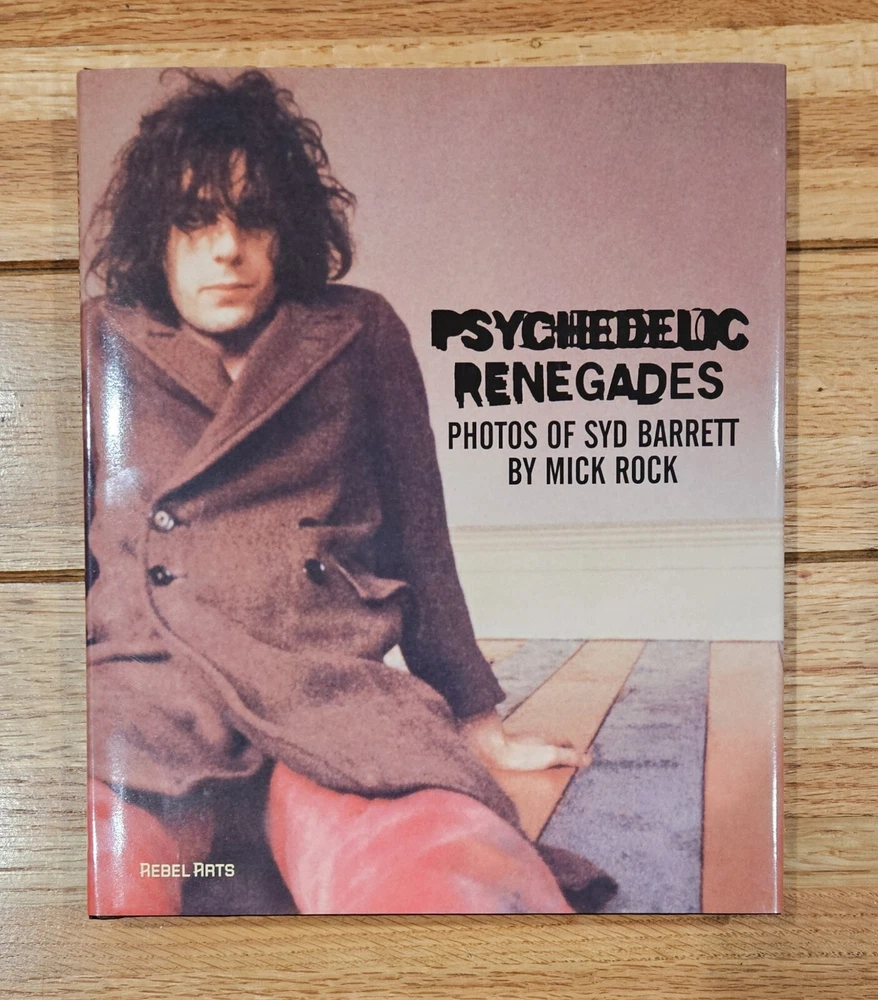 PSYCHEDELIC
RENEGADES
PHOTOS OF SYD BARRETT
BY MICK ROCK
REBEL ARTS